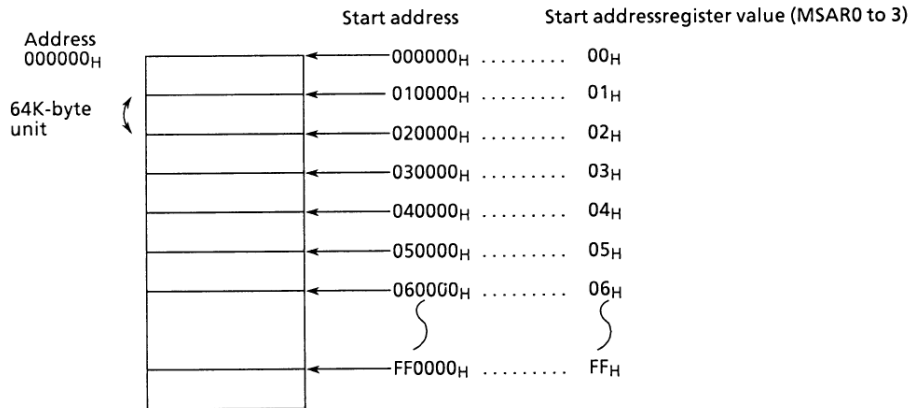 Start address Start addressregister value (MSAR0 to 3)
Address
000000H
000000H ......... 00H
010000H ......... 01H
64K-byte
unit
020000H ......... 02H
030000H ......... 03H
040000H ......... 04H
050000H ......... 05H
060000H ......... 06H
FF0000H ......... FFH